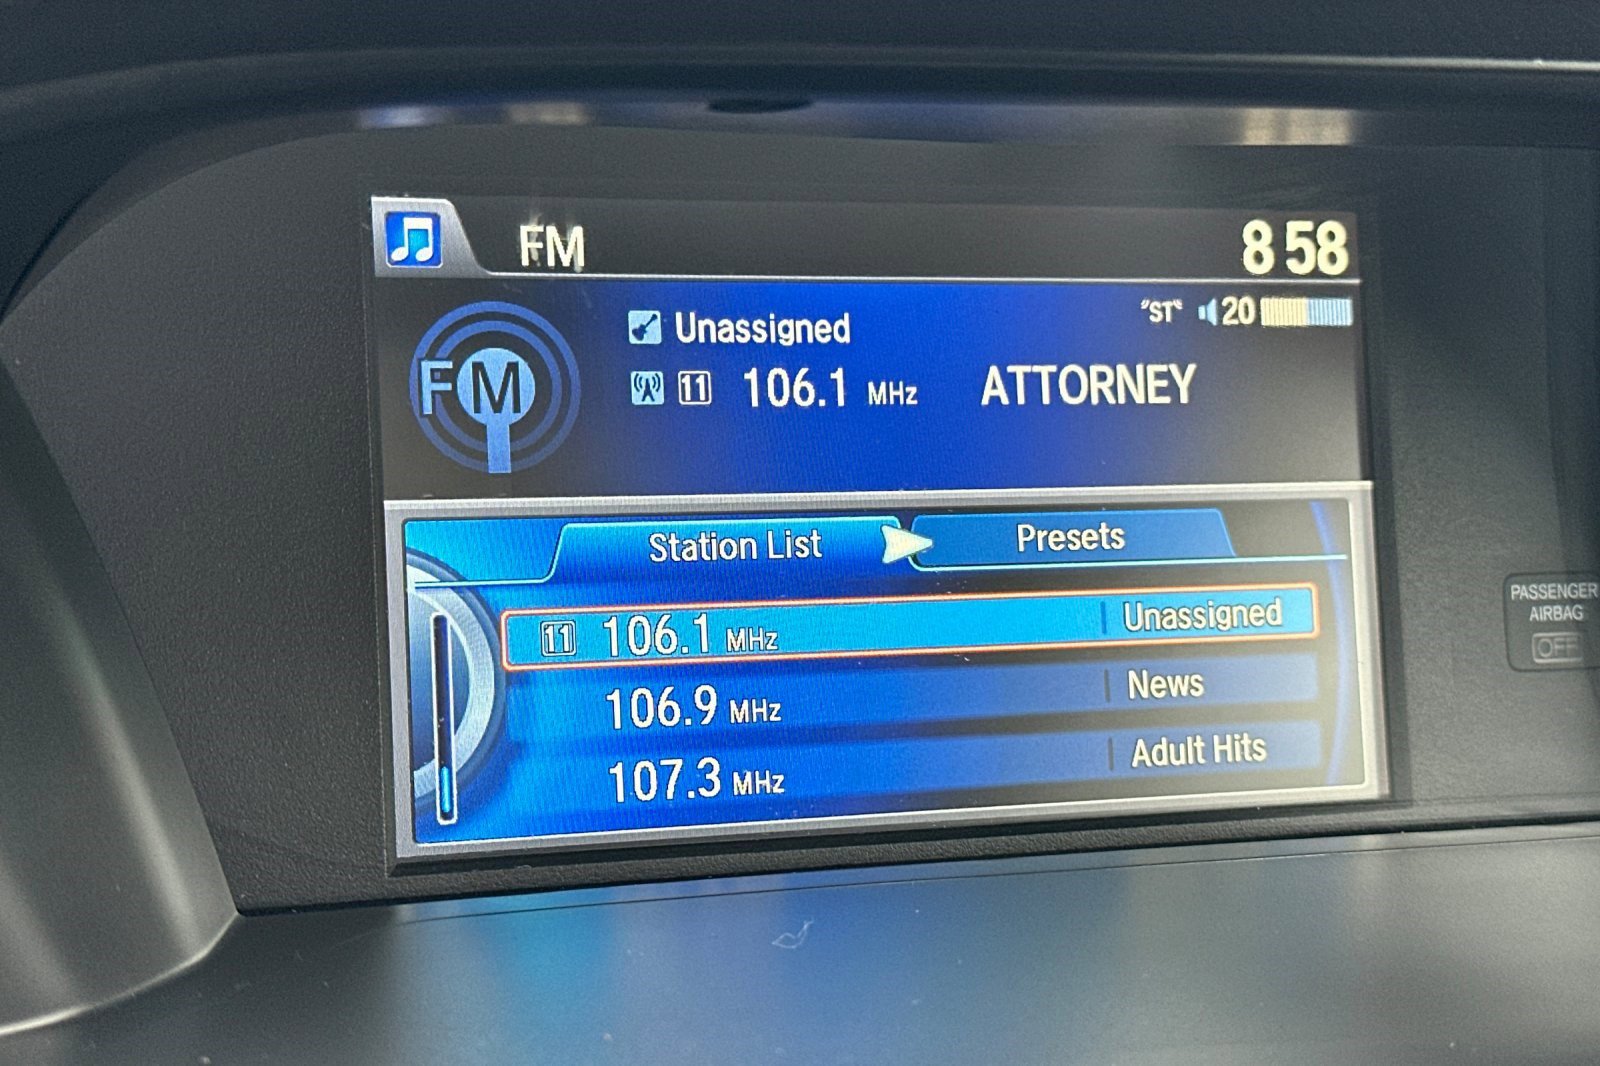 FM
8 58
"ST" 20
Unassigned
FM
11 106.1 MHz ATTORNEY
Station List Presets
11 106.1 MHz Unassigned
106.9 MHz News
107.3 MHz Adult Hits
PASSENGER
AIRBAG
OFF